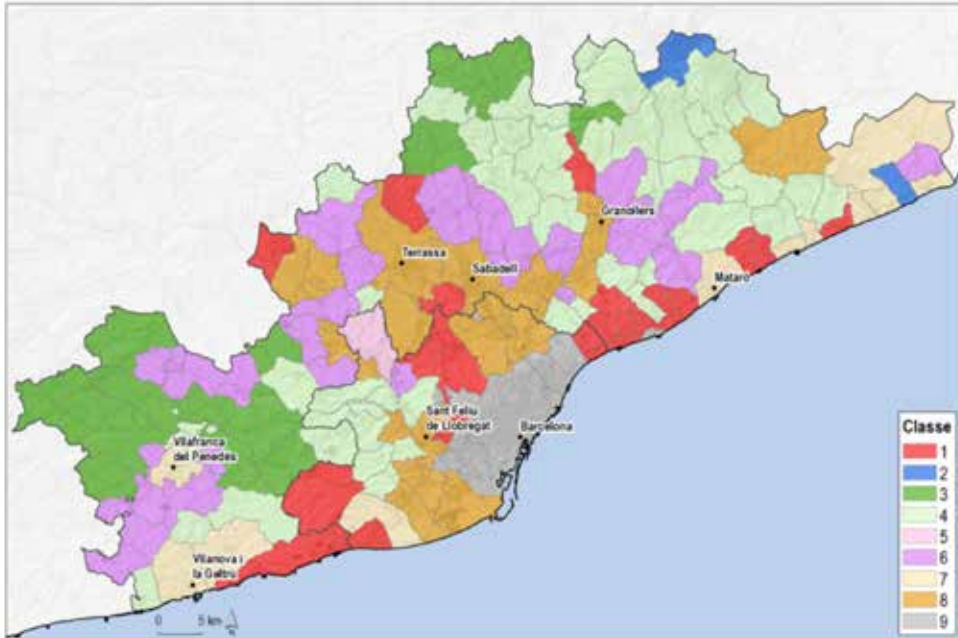 Granollers
Terrassa
Sabadell
Mataró
Sant Feliu
de Llobregat
Barcelona
Vilafranca
del Penedès
Vilanova i
la Geltrú
0 5 km
Classe
1
2
3
4
5
6
7
8
9